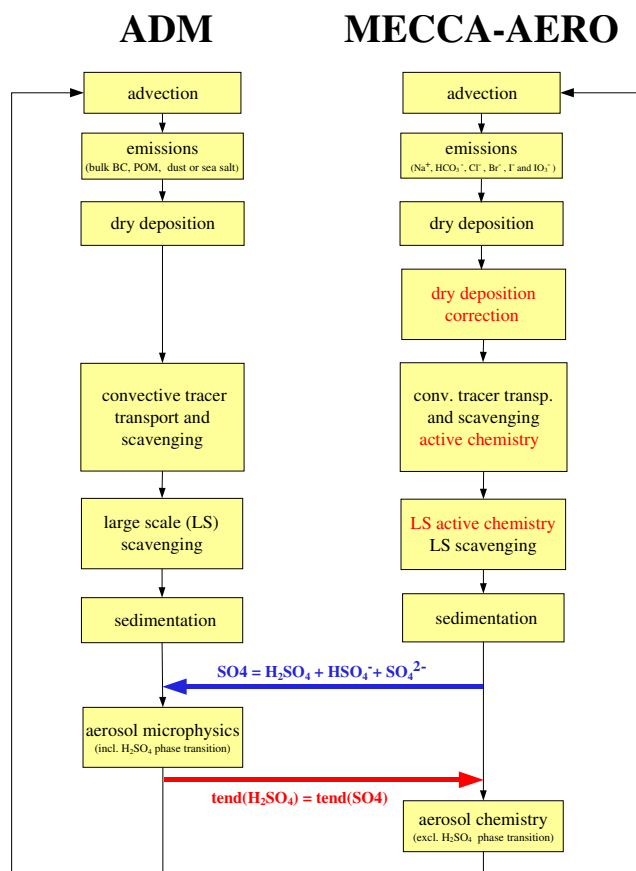 ADM
advection
emissions
(bulk BC, POM, dust or sea salt)
dry deposition
convective tracer
transport and
scavenging
large scale (LS)
scavenging
sedimentation
aerosol microphysics
(incl. H₂SO₄ phase transition)
MECCA-AERO
advection
emissions
(Na⁺, HCO₃⁻, Cl⁻, Br⁻, I⁻ and IO₃⁻)
dry deposition
dry deposition
correction
conv. tracer transp.
and scavenging
active chemistry
LS active chemistry
LS scavenging
sedimentation
SO4 = H₂SO₄ + HSO₄⁻ + SO₄²⁻
tend(H₂SO₄) = tend(SO4)
aerosol chemistry
(excl. H₂SO₄ phase transition)